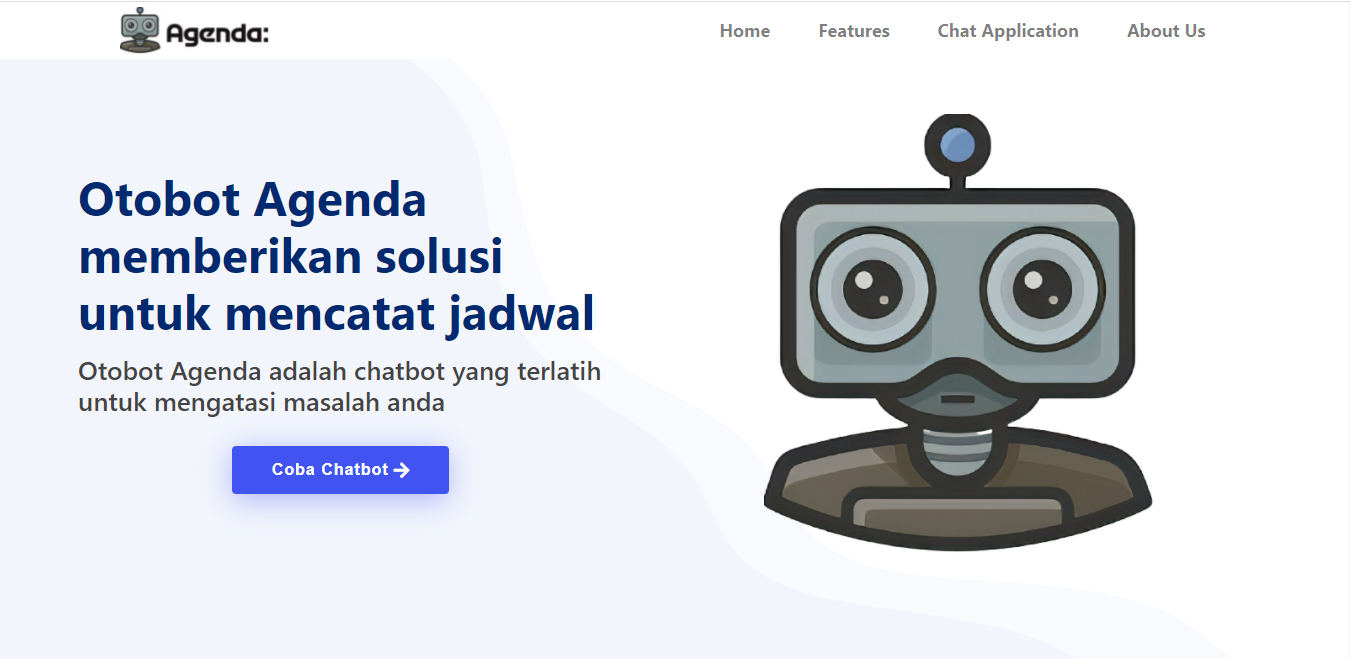 Agenda:
Home
Features
Chat Application
About Us
Otobot Agenda
memberikan solusi
untuk mencatat jadwal
Otobot Agenda adalah chatbot yang terlatih
untuk mengatasi masalah anda
Coba Chatbot